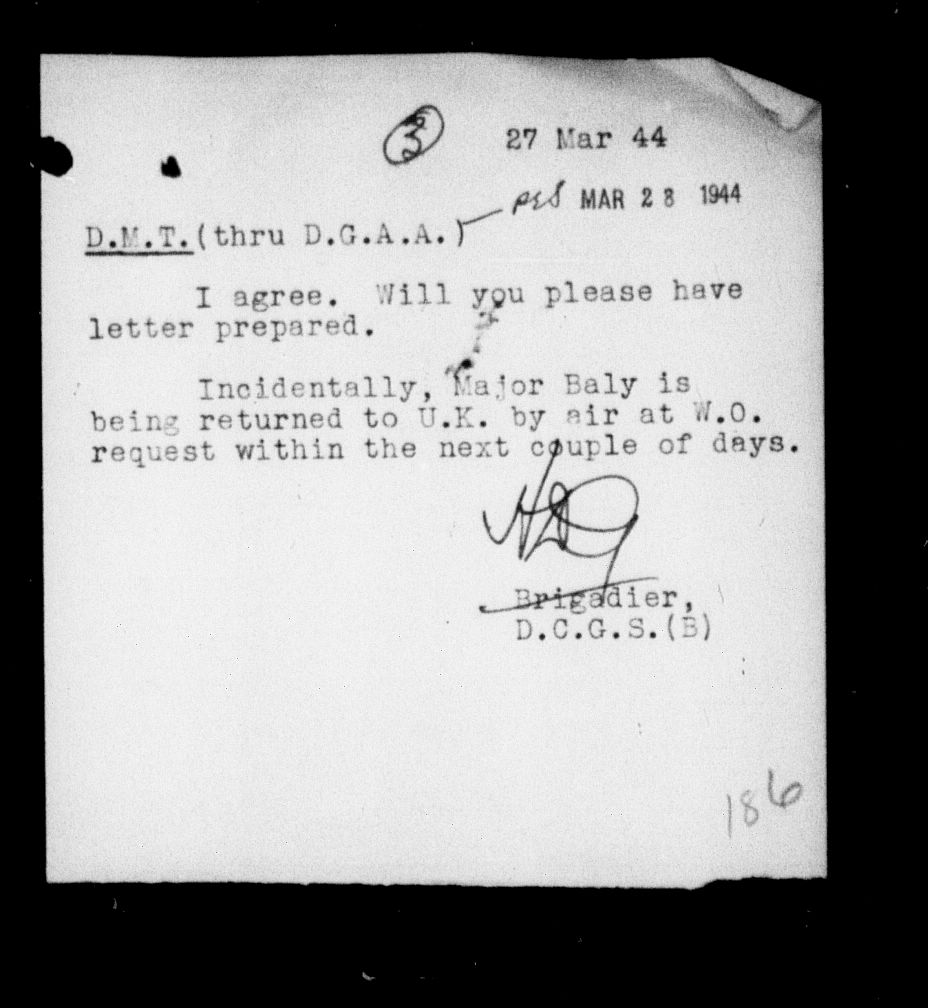 3
27 Mar 44
MAR 28 1944
D.M.T. (thru D.G.A.A.)
I agree. Will you please have
letter prepared.
Incidentally, Major Baly is
being returned to U.K. by air at W.O.
request within the next couple of days.
Brigadier,
D.C.G.S.(B)
186